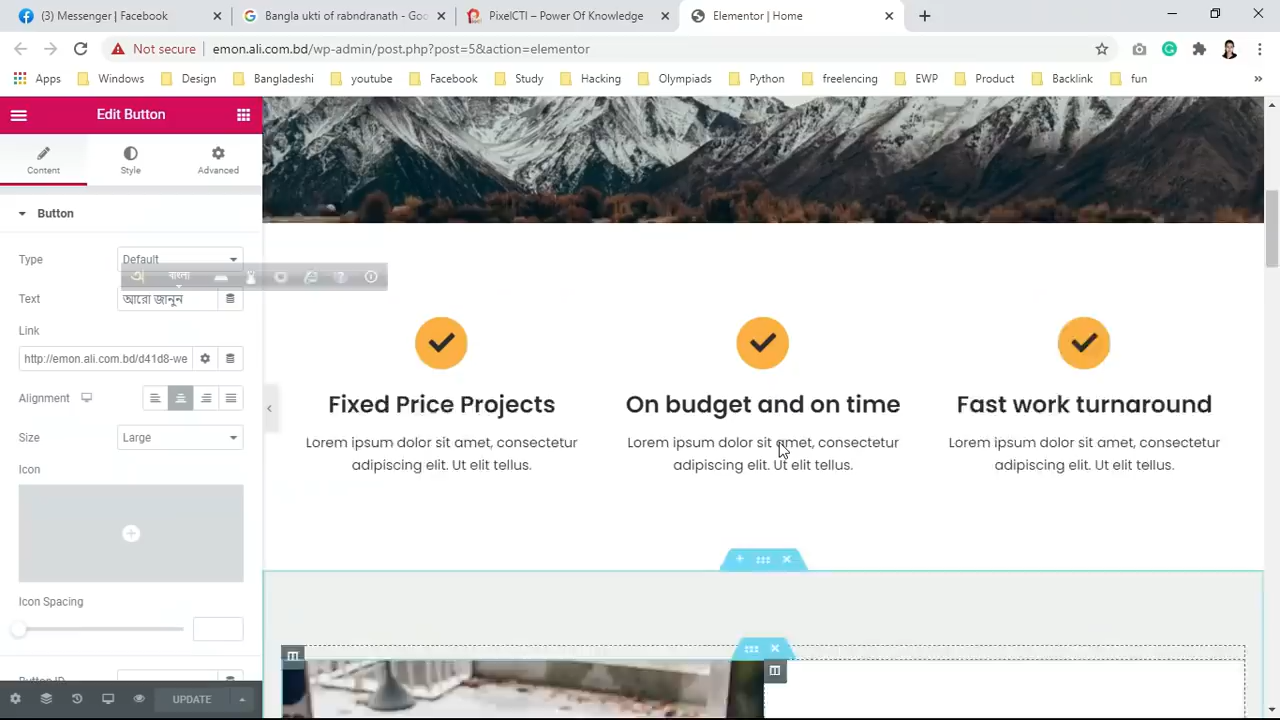 (3) Messenger | Facebook
Bangla ukti of rabndranath - Goo
PixelCTI – Power Of Knowledge
Elementor | Home
Not secure
emon.ali.com.bd/wp-admin/post.php?post=5&action=elementor
Apps
Windows
Design
Bangladeshi
youtube
Facebook
Study
Hacking
Olympiads
Python
freelencing
EWP
Product
Backlink
fun
Edit Button
Content
Style
Advanced
Button
Type
Default
বাংলা
Text
আরো জানুন
Link
http://emon.ali.com.bd/d41d8-we
Alignment
Size
Large
Icon
Icon Spacing
Button ID
UPDATE
Fixed Price Projects
Lorem ipsum dolor sit amet, consectetur
adipiscing elit. Ut elit tellus.
On budget and on time
Lorem ipsum dolor sit amet, consectetur
adipiscing elit. Ut elit tellus.
Fast work turnaround
Lorem ipsum dolor sit amet, consectetur
adipiscing elit. Ut elit tellus.